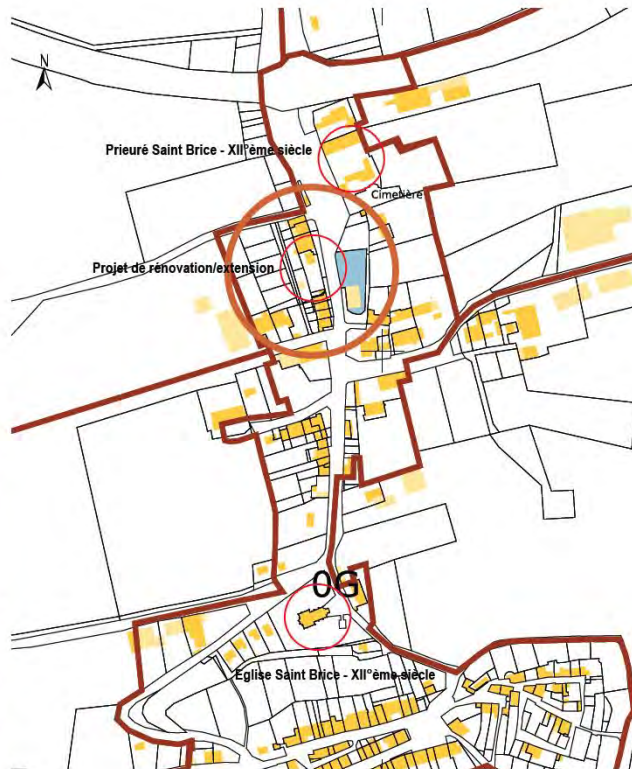 N
Prieuré Saint Brice - XII°ème siècle
Cimetière
Projet de rénovation/extension
0G
Eglise Saint Brice - XII°ème siècle